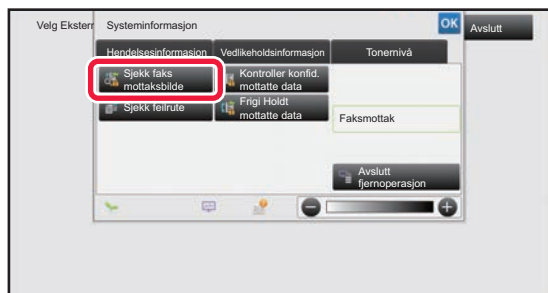 Velg Ekstern
Systeminformasjon
OK
Avslutt
Hendelsesinformasjon
Vedlikeholdsinformasjon
Tonernivå
Sjekk faks
mottaksbilde
Kontroller konfid.
mottatte data
Sjekk feilrute
Frigi Holdt
mottatte data
Faksmottak
Avslutt
fjernoperasjon